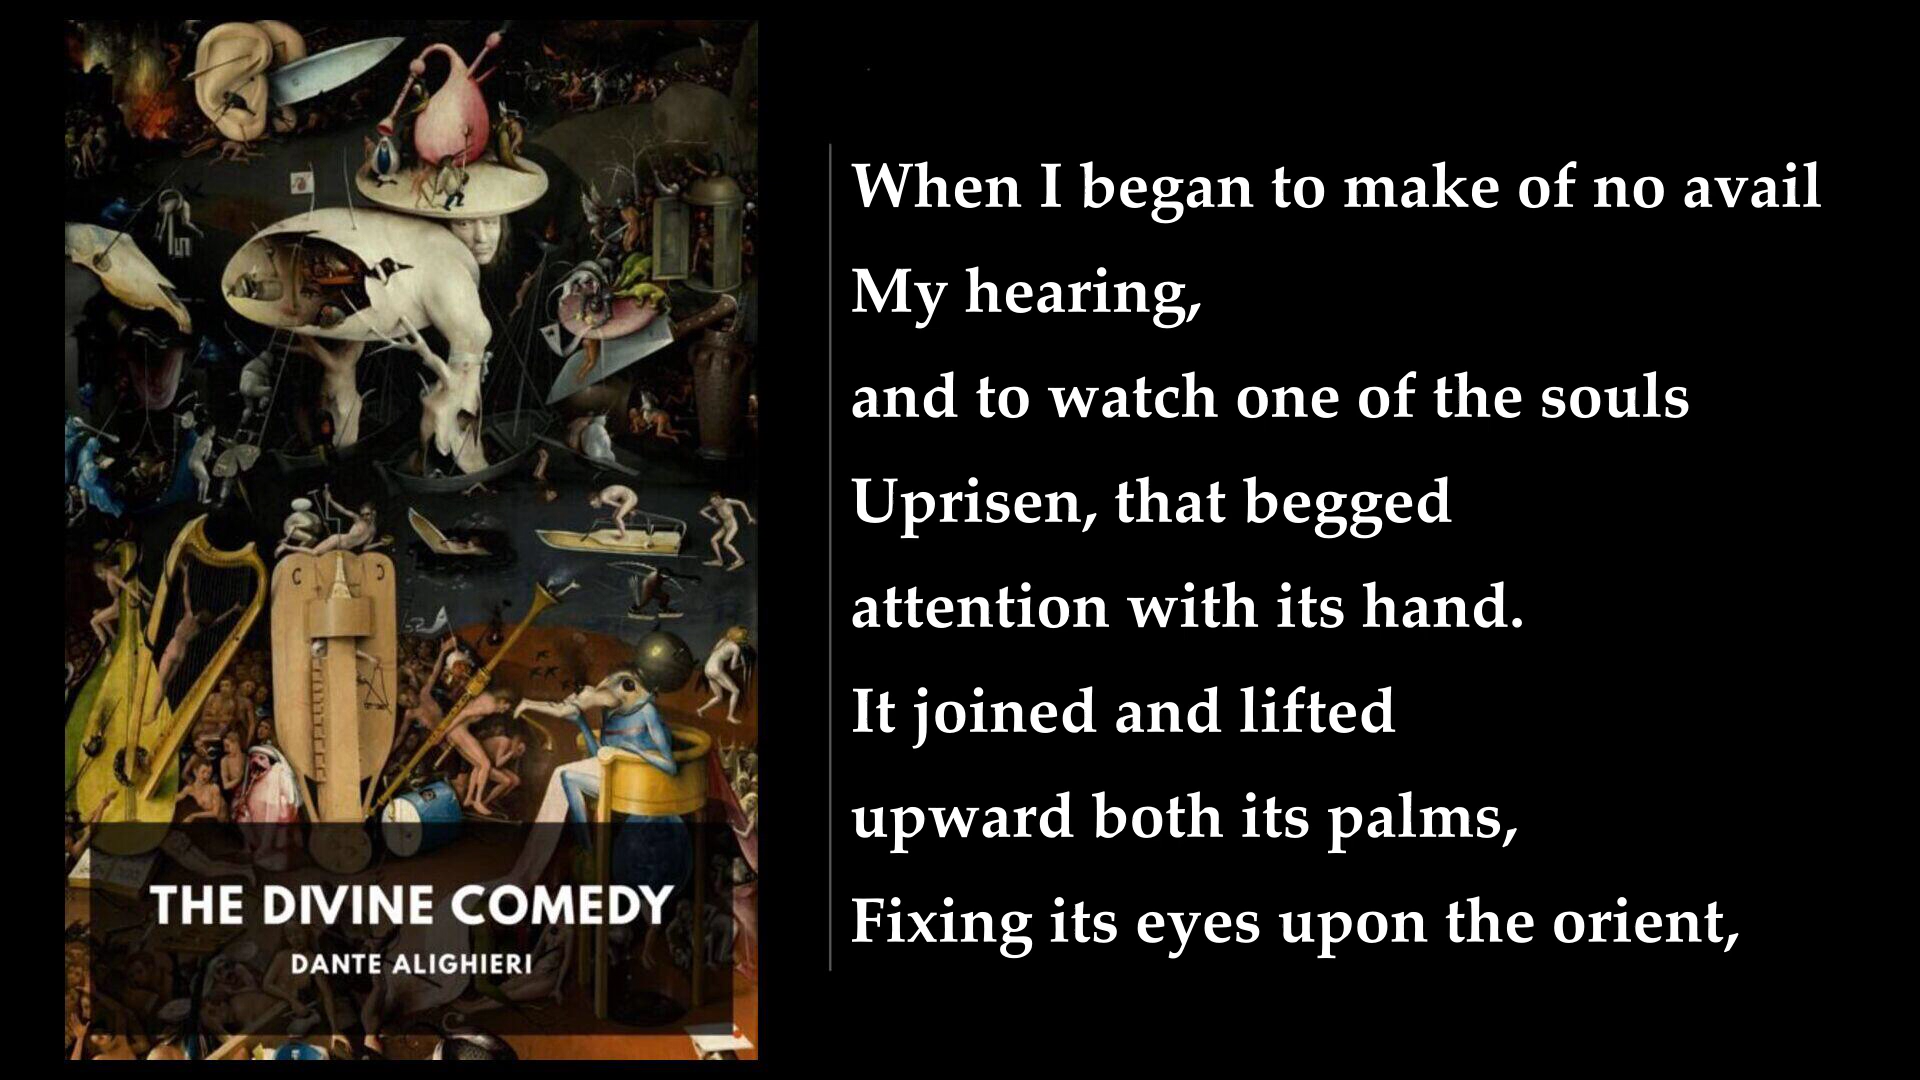 THE DIVINE COMEDY
DANTE ALIGHIERI
When I began to make of no avail
My hearing,
and to watch one of the souls
Uprisen, that begged
attention with its hand.
It joined and lifted
upward both its palms,
Fixing its eyes upon the orient,